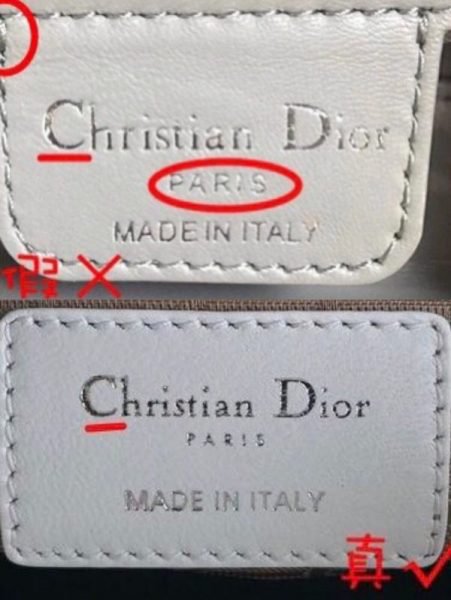 Christian Dior
PARIS
MADE IN ITALY
假 ×
Christian Dior
PARIS
MADE IN ITALY
真 ✓